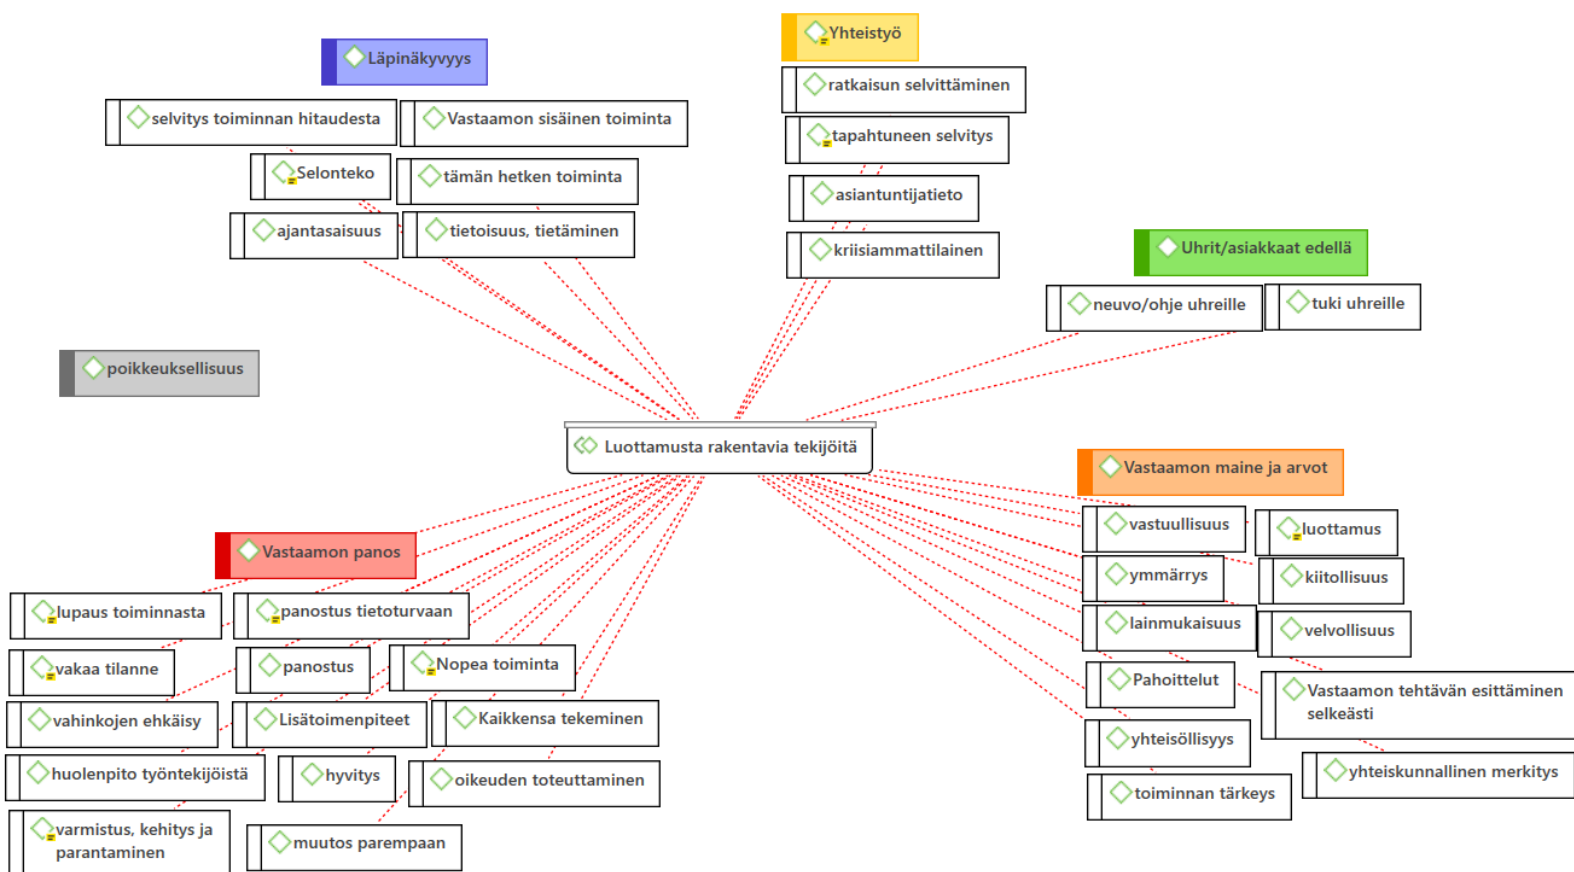 Läpinäkyvyys
selvitys toiminnan hitaudesta
Vastaamon sisäinen toiminta
Selonteko
tämän hetken toiminta
ajantasaisuus
tietoisuus, tietäminen
Yhteistyö
ratkaisun selvittäminen
tapahtuneen selvitys
asiantuntijatieto
kriisiammattilainen
Uhrit/asiakkaat edellä
neuvo/ohje uhreille
tuki uhreille
poikkeuksellisuus
Luottamusta rakentavia tekijöitä
Vastaamon panos
lupaus toiminnasta
panostus tietoturvaan
vakaa tilanne
panostus
Nopea toiminta
vahinkojen ehkäisy
Lisätoimenpiteet
Kaikkensa tekeminen
huolenpito työntekijöistä
hyvitys
oikeuden toteuttaminen
varmistus, kehitys ja
parantaminen
muutos parempaan
Vastaamon maine ja arvot
vastuullisuus
luottamus
ymmärrys
kiitollisuus
lainmukaisuus
velvollisuus
Pahoittelut
Vastaamon tehtävän esittäminen
selkeästi
yhteisöllisyys
yhteiskunnallinen merkitys
toiminnan tärkeys